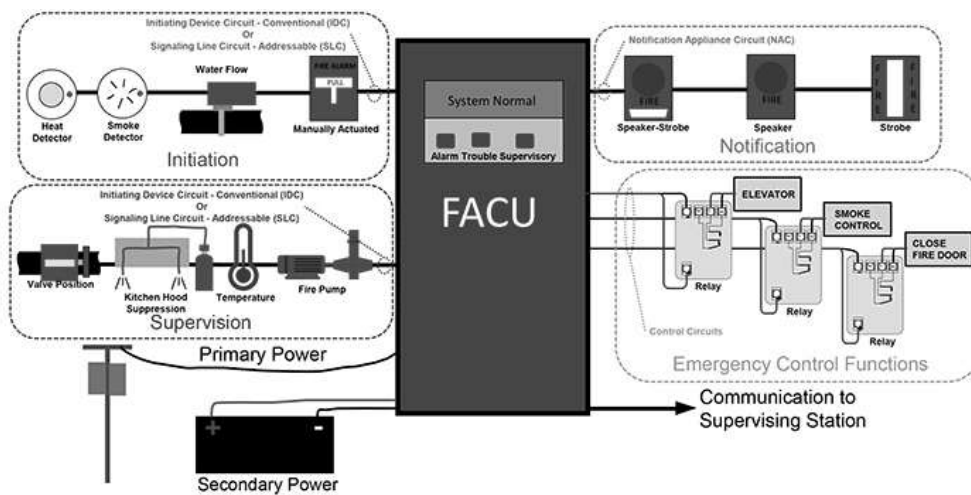 Initiating Device Circuit - Conventional (IDC)
Or
Signaling Line Circuit - Addressable (SLC)
Water Flow
FIRE ALARM
PULL
Heat
Detector
Smoke
Detector
Manually Actuated
Initiation
Initiating Device Circuit - Conventional (IDC)
Or
Signaling Line Circuit - Addressable (SLC)
Valve Position
Kitchen Hood
Suppression
Temperature
Fire Pump
Supervision
Primary Power
+ -
Secondary Power
System Normal
Alarm Trouble Supervisory
FACU
Notification Appliance Circuit (NAC)
FIRE
Speaker-Strobe
FIRE
Speaker
FIRE
FIRE
Strobe
Notification
ELEVATOR
SMOKE
CONTROL
CLOSE
FIRE DOOR
Relay
Relay
Relay
Control Circuits
Emergency Control Functions
Communication to
Supervising Station